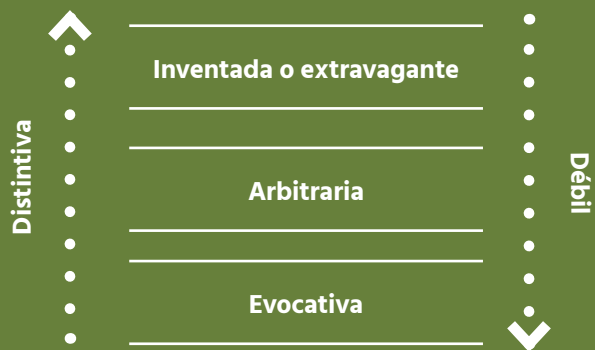 Inventada o extravagante
Distintiva
Arbitraria
Débil
Evocativa